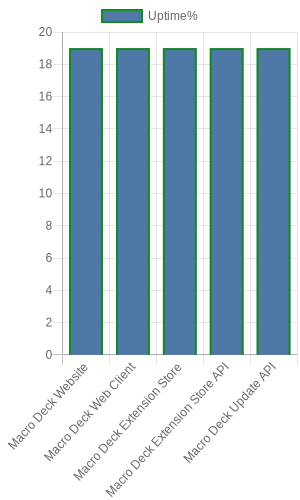 Uptime%
20
18
16
14
12
10
8
6
4
2
0
Macro Deck Website
Macro Deck Web Client
Macro Deck Extension Store
Macro Deck Extension Store API
Macro Deck Update API